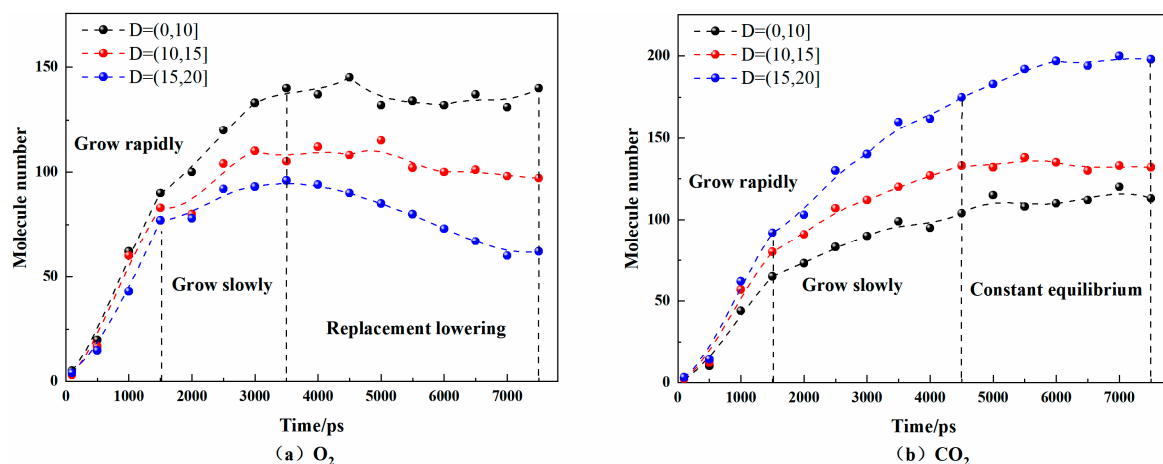 D=(0,10]
D=(10,15]
D=(15,20]
150
100
50
0
Molecule number
Grow rapidly
Grow slowly
Replacement lowering
0 1000 2000 3000 4000 5000 6000 7000
Time/ps
（a）O₂
D=(0,10]
D=(10,15]
D=(15,20]
200
150
100
50
0
Molecule number
Grow rapidly
Grow slowly
Constant equilibrium
0 1000 2000 3000 4000 5000 6000 7000
Time/ps
（b）CO₂